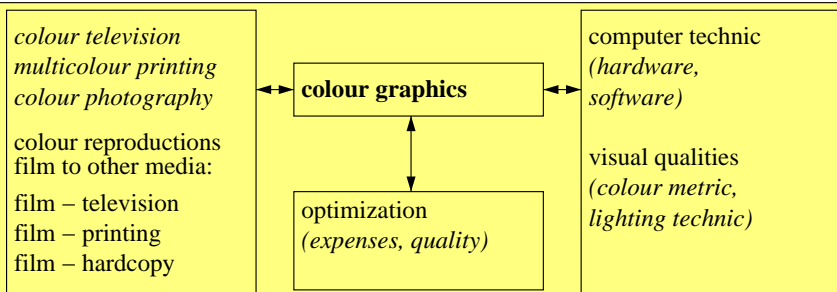 colour television
multicolour printing
colour photography
colour reproductions
film to other media:
film – television
film – printing
film – hardcopy
colour graphics
optimization
(expenses, quality)
computer technic
(hardware,
software)
visual qualities
(colour metric,
lighting technic)